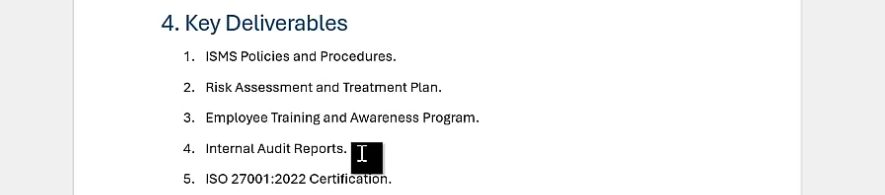 4. Key Deliverables
1. ISMS Policies and Procedures.
2. Risk Assessment and Treatment Plan.
3. Employee Training and Awareness Program.
4. Internal Audit Reports.
5. ISO 27001:2022 Certification.